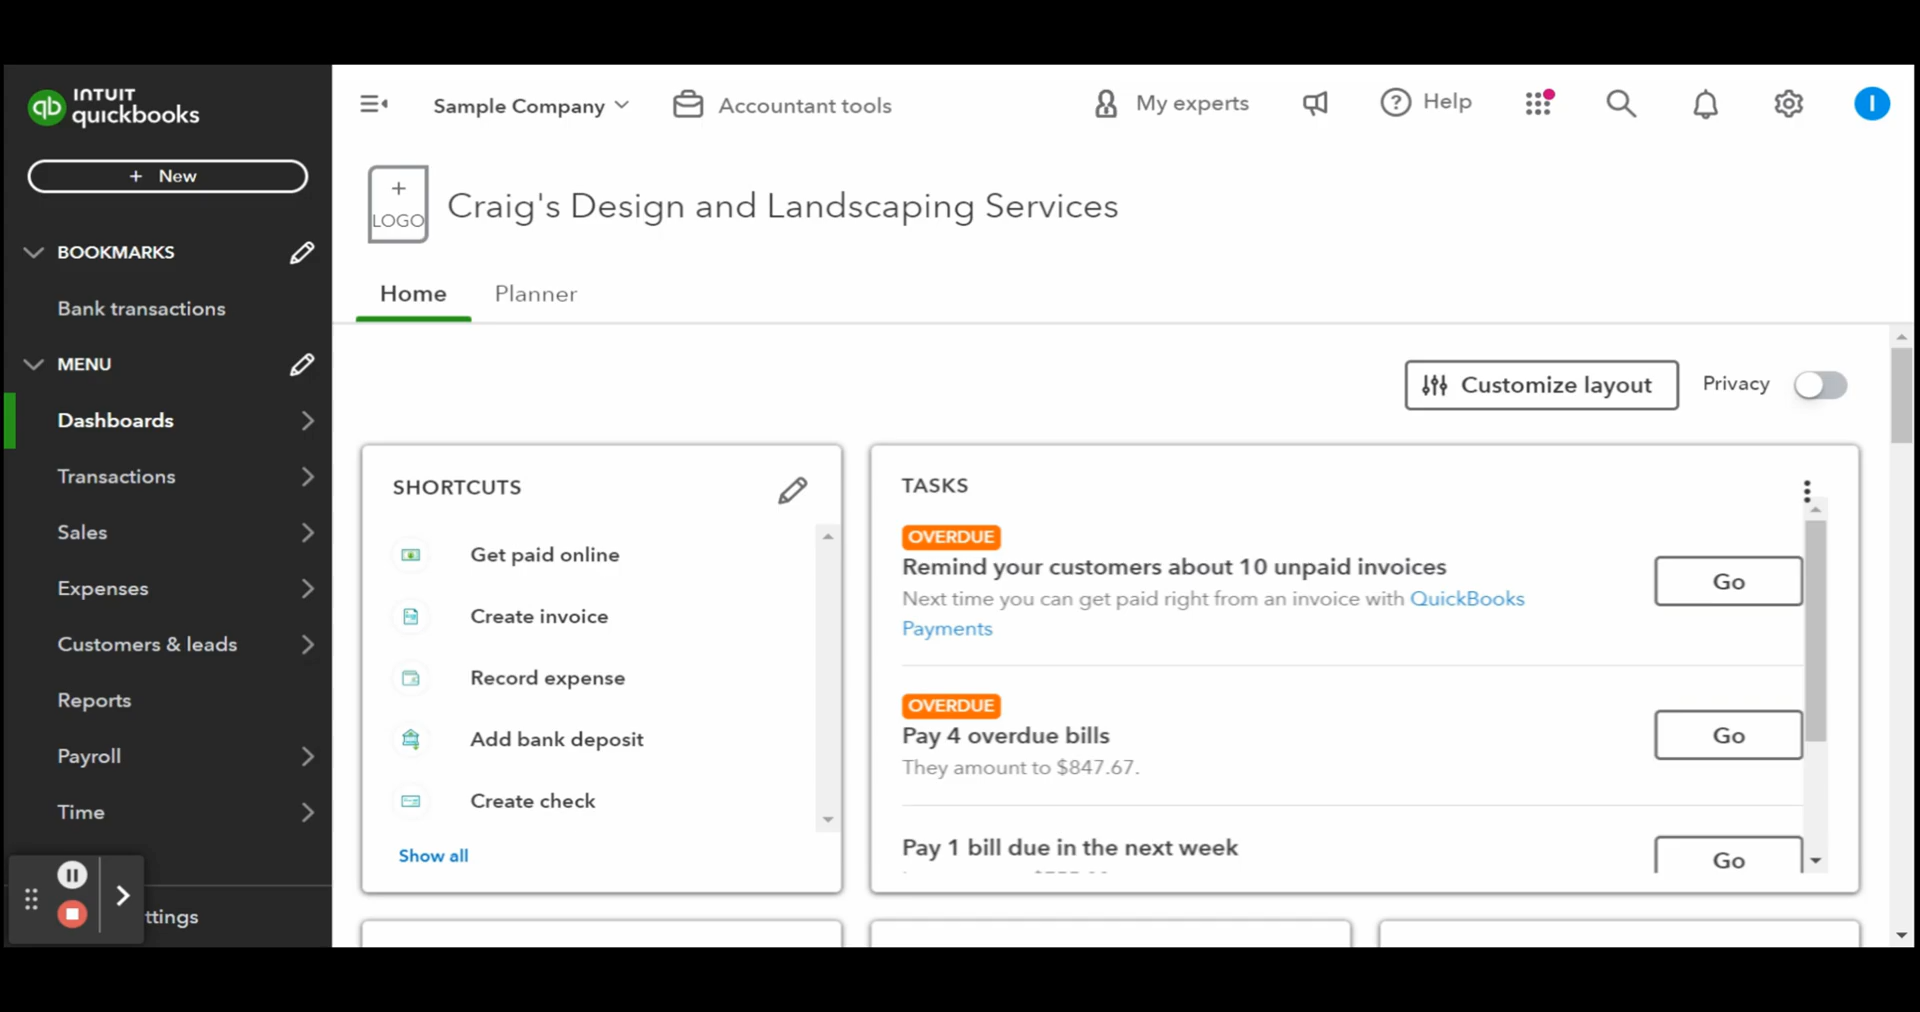 INTUIT
quickbooks
+ New
BOOKMARKS
Bank transactions
MENU
Dashboards
Transactions
Sales
Expenses
Customers & leads
Reports
Payroll
Time
ttings
Sample Company
Accountant tools
My experts
Help
I
+
LOGO
Craig's Design and Landscaping Services
Home
Planner
Customize layout
Privacy
SHORTCUTS
Get paid online
Create invoice
Record expense
Add bank deposit
Create check
Show all
TASKS
OVERDUE
Remind your customers about 10 unpaid invoices
Next time you can get paid right from an invoice with QuickBooks
Payments
Go
OVERDUE
Pay 4 overdue bills
They amount to $847.67.
Go
Pay 1 bill due in the next week
Go